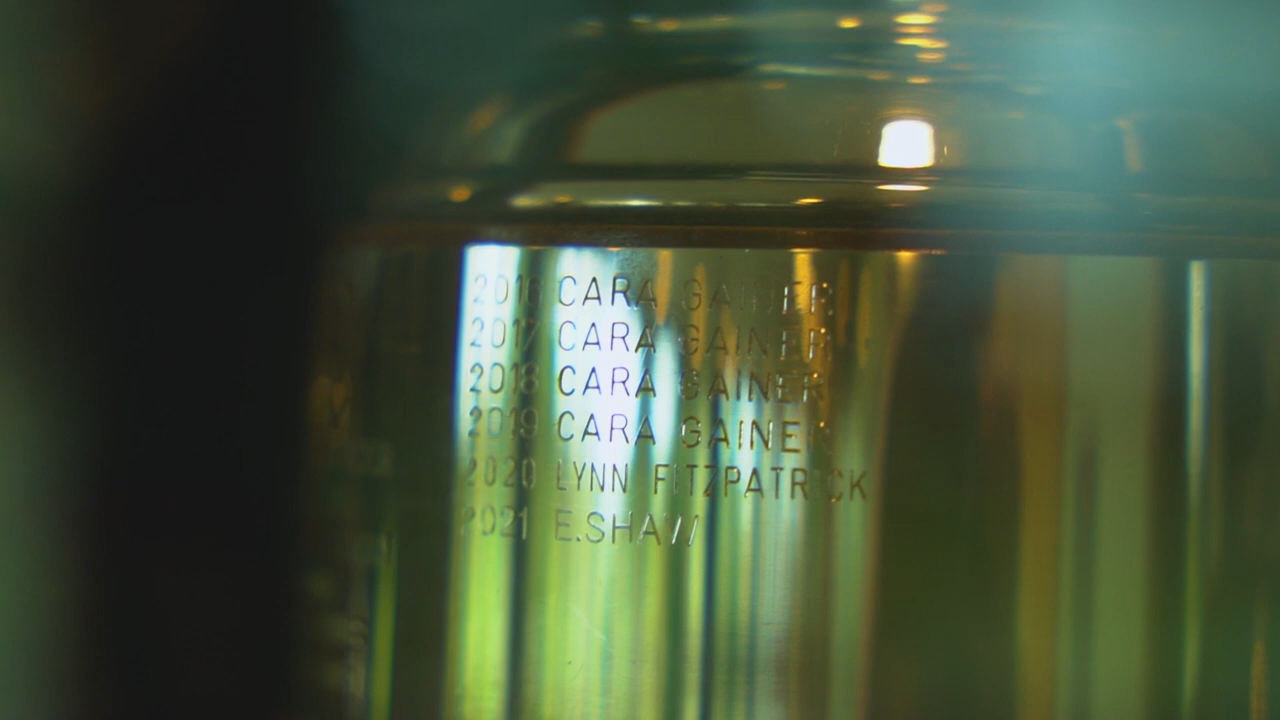 2016 CARA GAINER
2017 CARA GAINER
2018 CARA GAINER
2019 CARA GAINER
2020 LYNN FITZPATRICK
2021 E.SHAW